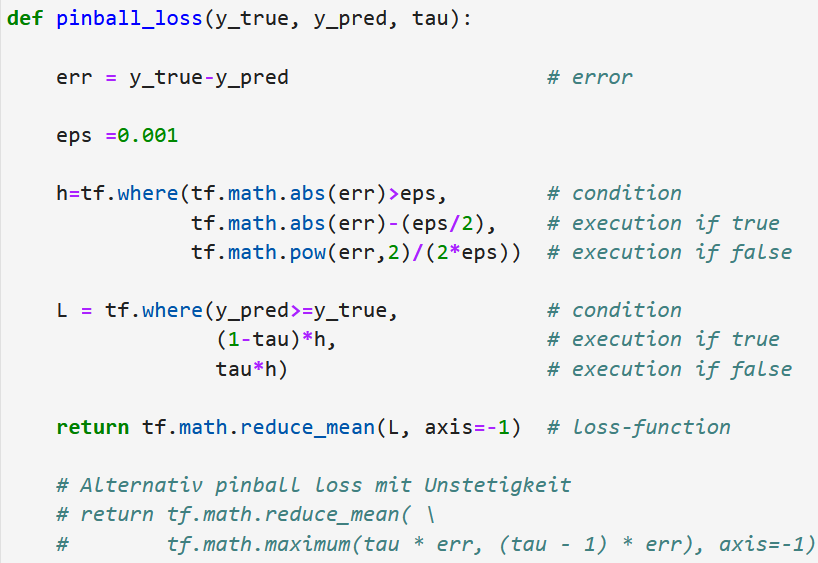 def pinball_loss(y_true, y_pred, tau):
    err = y_true-y_pred                     # error
    eps =0.001
    h=tf.where(tf.math.abs(err)>eps,        # condition
               tf.math.abs(err)-(eps/2),    # execution if true
               tf.math.pow(err,2)/(2*eps))  # execution if false
    L = tf.where(y_pred>=y_true,            # condition
                 (1-tau)*h,                 # execution if true
                 tau*h)                     # execution if false
    return tf.math.reduce_mean(L, axis=-1)  # loss-function
    # Alternativ pinball loss mit Unstetigkeit
    # return tf.math.reduce_mean( \
    #        tf.math.maximum(tau * err, (tau - 1) * err), axis=-1)